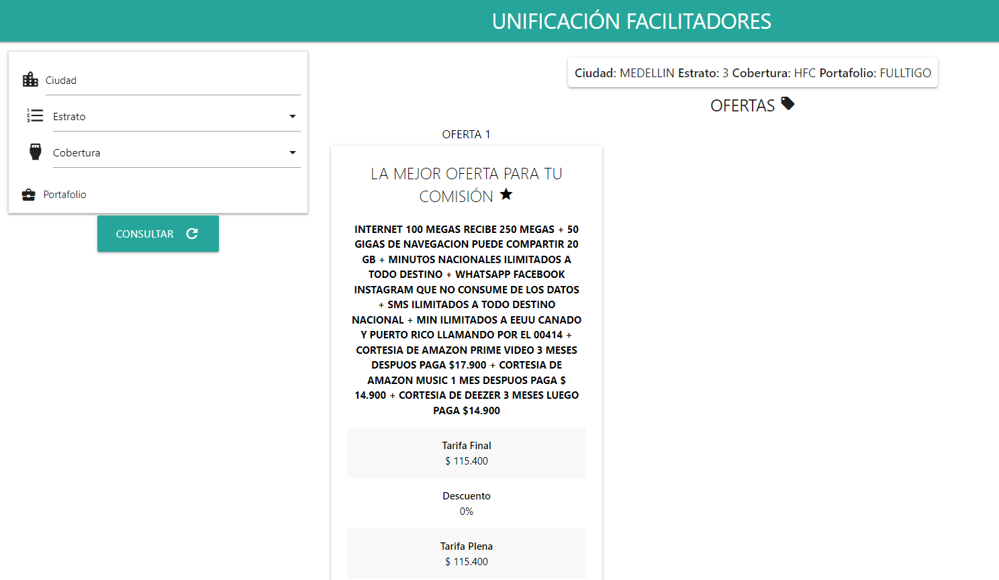 UNIFICACIÓN FACILITADORES
Ciudad
1
2
3
Estrato
Cobertura
Portafolio
CONSULTAR
Ciudad: MEDELLIN Estrato: 3 Cobertura: HFC Portafolio: FULLTIGO
OFERTAS
OFERTA 1
LA MEJOR OFERTA PARA TU
COMISIÓN
INTERNET 100 MEGAS RECIBE 250 MEGAS + 50
GIGAS DE NAVEGACION PUEDE COMPARTIR 20
GB + MINUTOS NACIONALES ILIMITADOS A
TODO DESTINO + WHATSAPP FACEBOOK
INSTAGRAM QUE NO CONSUME DE LOS DATOS
+ SMS ILIMITADOS A TODO DESTINO
NACIONAL + MIN ILIMITADOS A EEUU CANADO
Y PUERTO RICO LLAMANDO POR EL 00414 +
CORTESIA DE AMAZON PRIME VIDEO 3 MESES
DESPUOS PAGA $17.900 + CORTESIA DE
AMAZON MUSIC 1 MES DESPUOS PAGA $
14.900 + CORTESIA DE DEEZER 3 MESES LUEGO
PAGA $14.900
Tarifa Final
$ 115.400
Descuento
0%
Tarifa Plena
$ 115.400